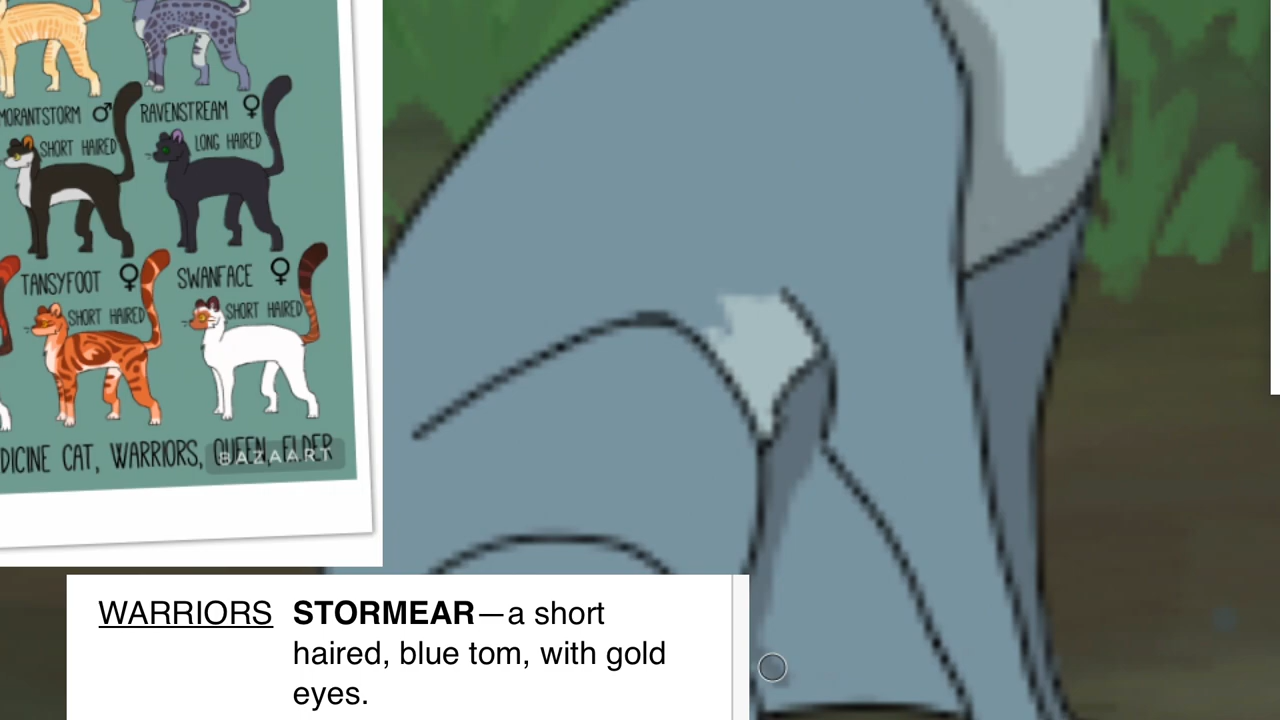 MORANTSTORM ♂ RAVENSTREAM ♀
SHORT HAIRED LONG HAIRED
TANSYFOOT ♀ SWANFACE ♀
SHORT HAIRED SHORT HAIRED
DICINE CAT, WARRIORS, QUEEN, ELDER
BAZAART
WARRIORS STORMEAR—a short
haired, blue tom, with gold
eyes.